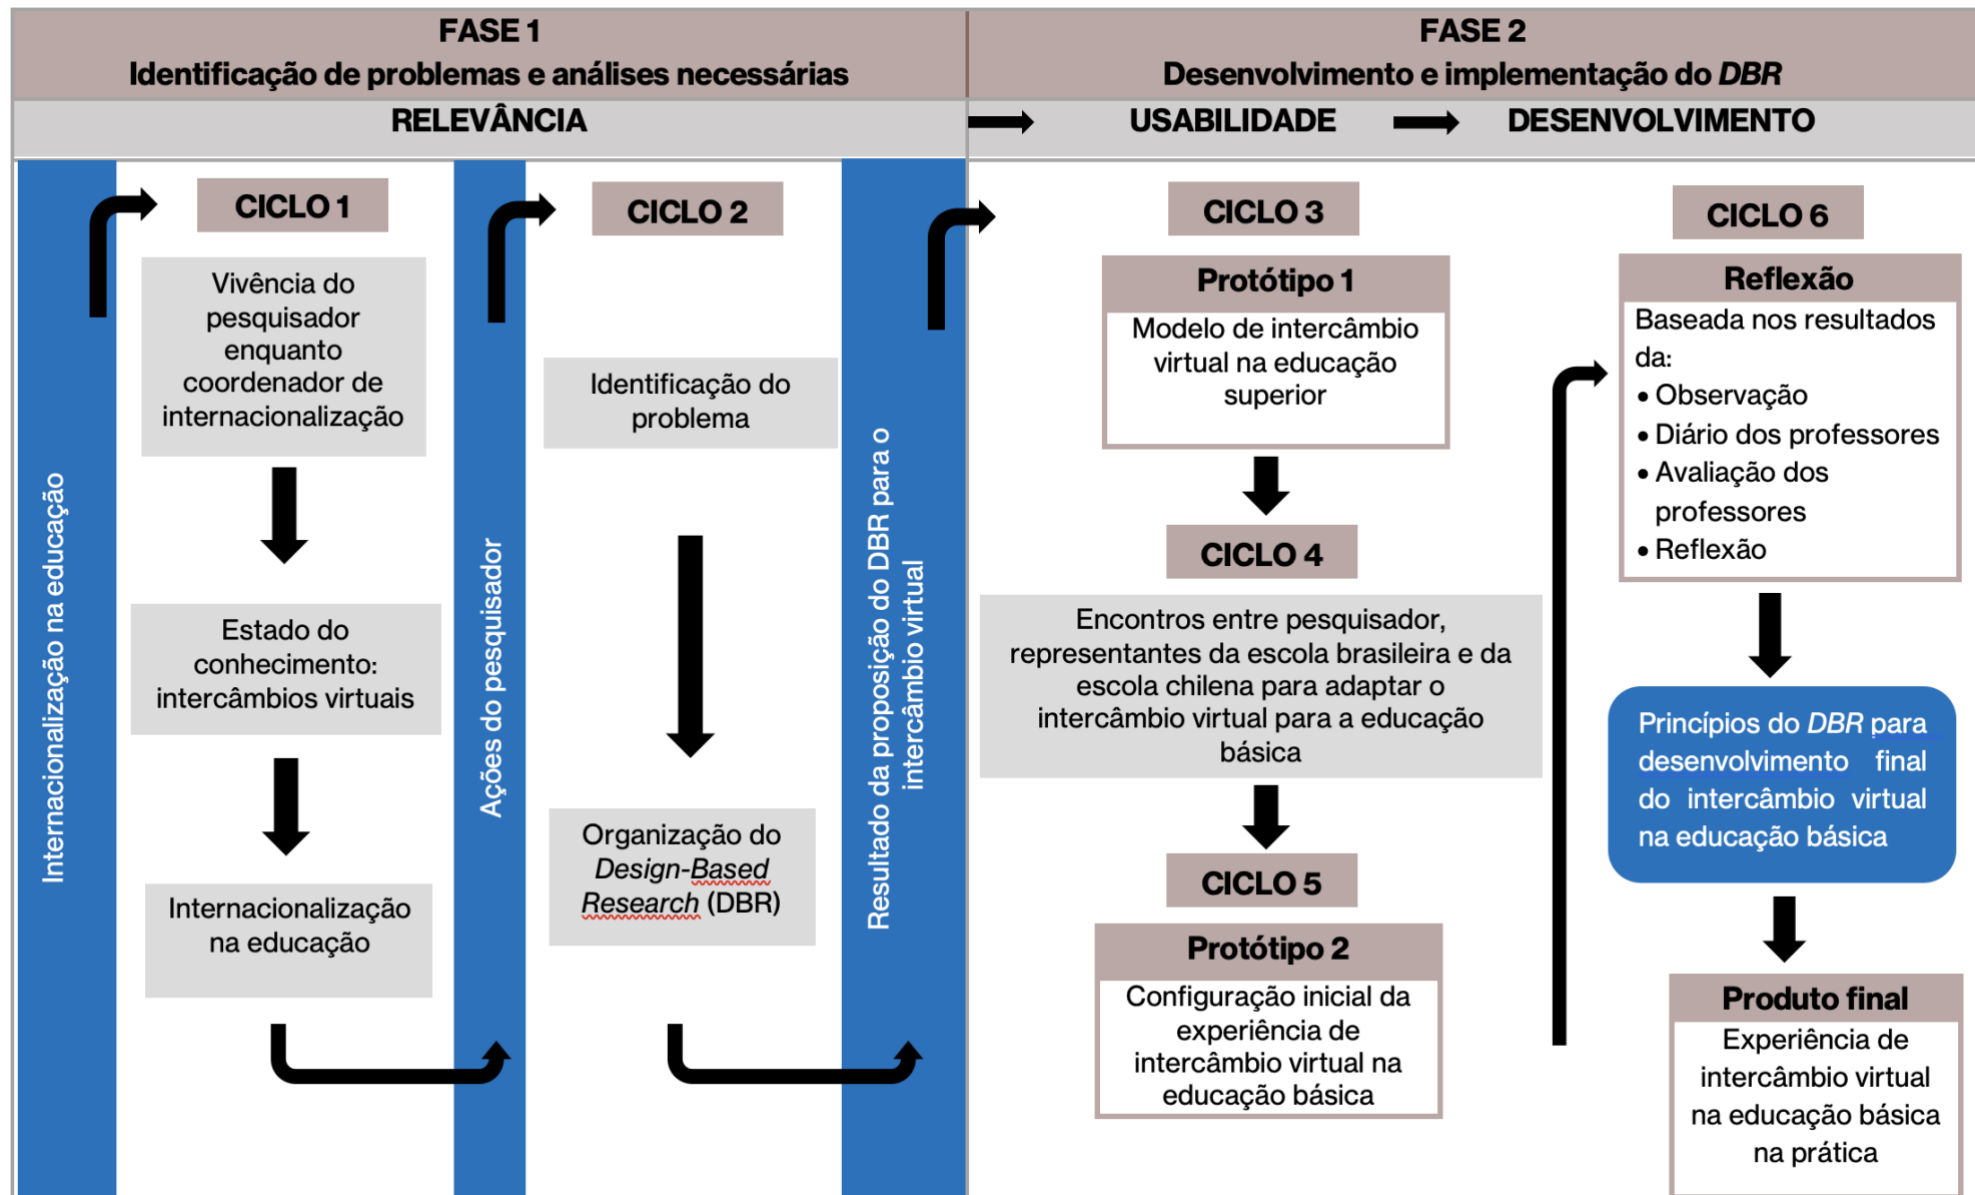 FASE 1
Identificação de problemas e análises necessárias
FASE 2
Desenvolvimento e implementação do DBR
RELEVÂNCIA
USABILIDADE
DESENVOLVIMENTO
Internacionalização na educação
CICLO 1
Vivência do
pesquisador
enquanto
coordenador de
internacionalização
Estado do
conhecimento:
intercâmbios virtuais
Internacionalização
na educação
Ações do pesquisador
CICLO 2
Identificação do
problema
Organização do
Design-Based
Research (DBR)
Resultado da proposição do DBR para o
intercâmbio virtual
CICLO 3
Protótipo 1
Modelo de intercâmbio
virtual na educação
superior
CICLO 4
Encontros entre pesquisador,
representantes da escola brasileira e da
escola chilena para adaptar o
intercâmbio virtual para a educação
básica
CICLO 5
Protótipo 2
Configuração inicial da
experiência de
intercâmbio virtual na
educação básica
CICLO 6
Reflexão
Baseada nos resultados
da:
• Observação
• Diário dos professores
• Avaliação dos
professores
• Reflexão
Princípios do DBR para
desenvolvimento final
do intercâmbio virtual
na educação básica
Produto final
Experiência de
intercâmbio virtual
na educação básica
na prática